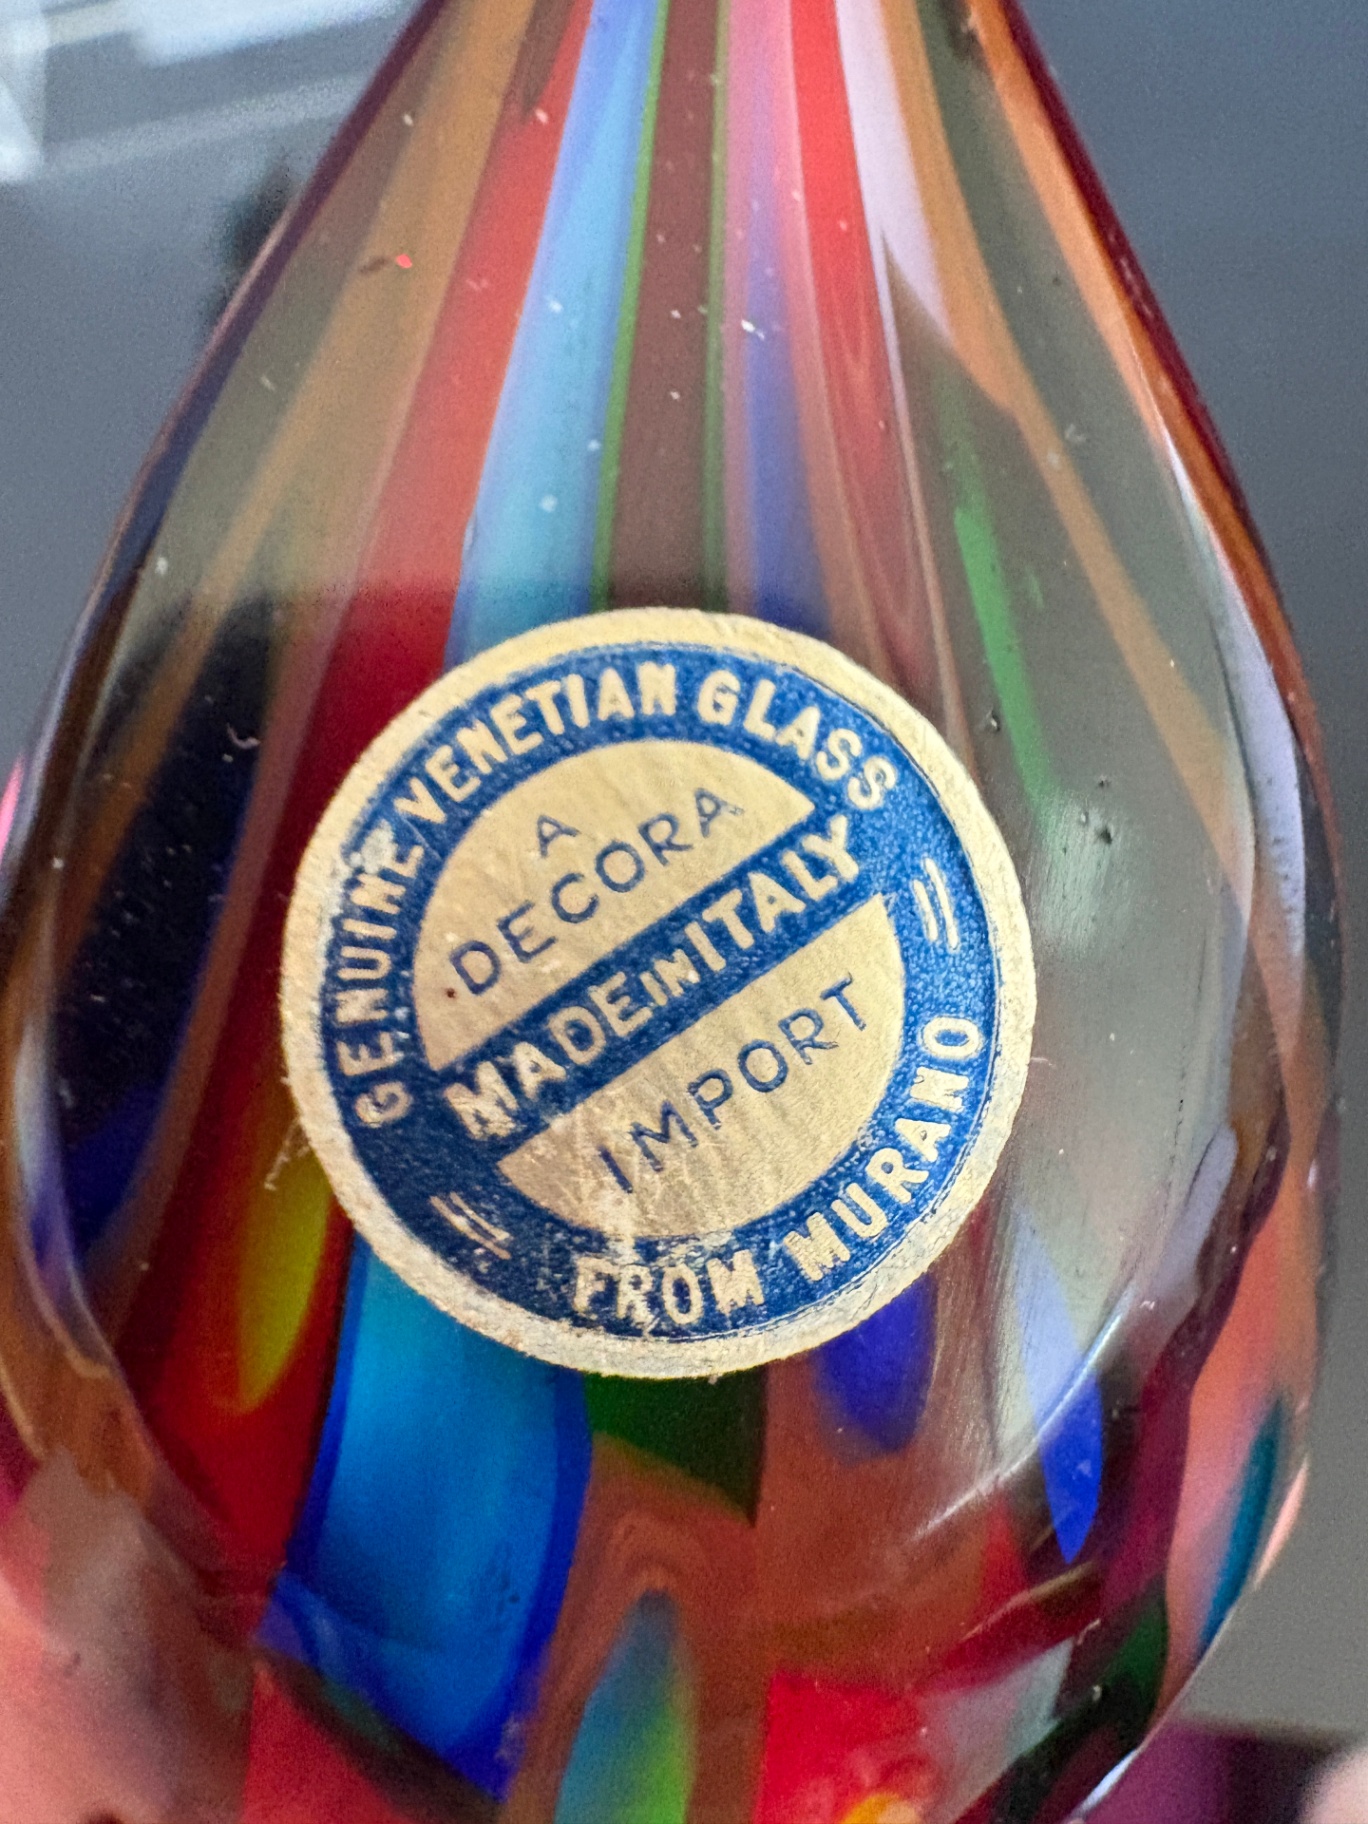 GENUINE VENETIAN GLASS
A
DECORA
MADE IN ITALY
IMPORT
FROM MURANO